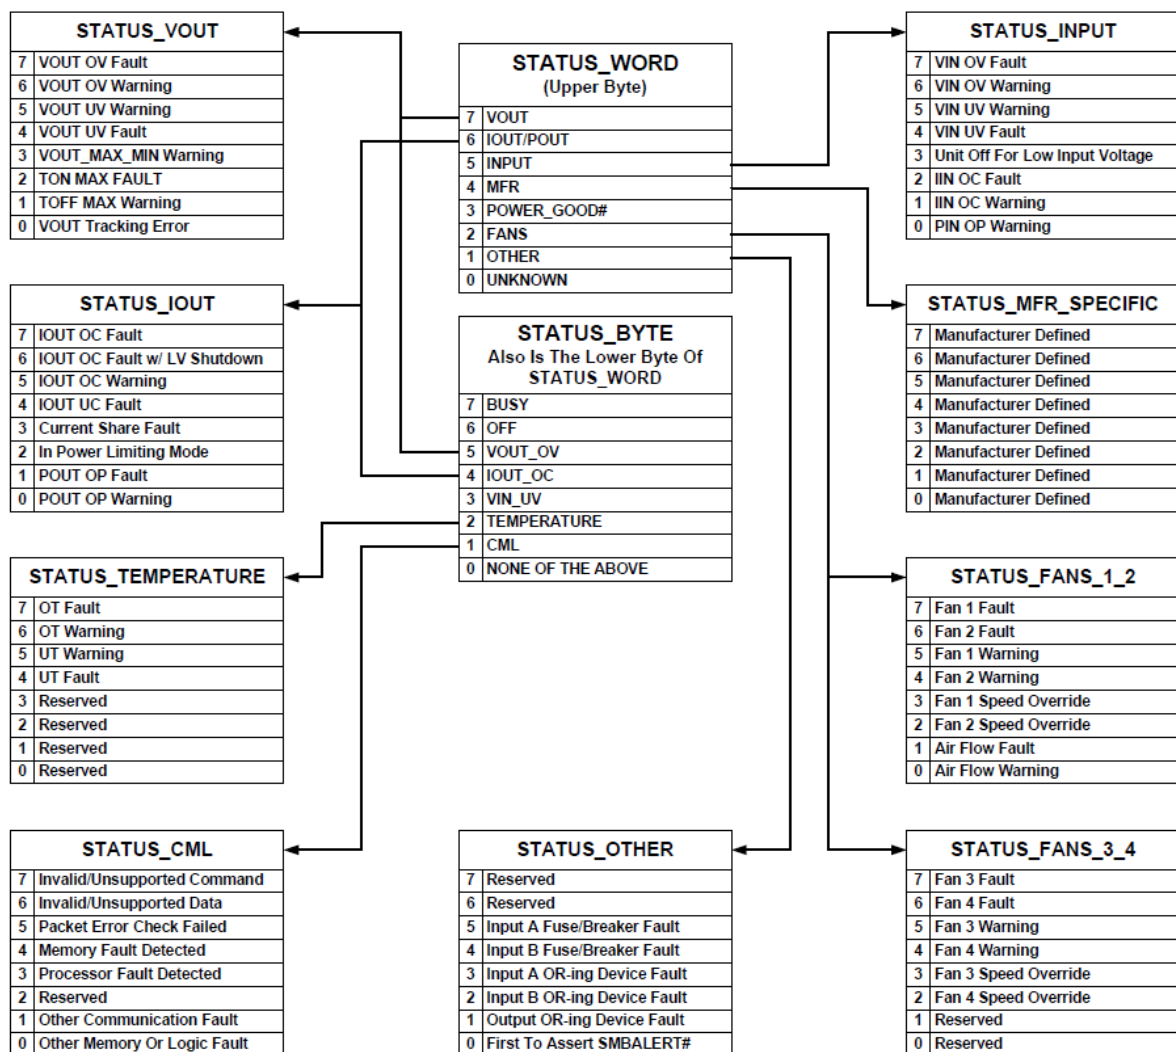 STATUS_VOUT
7 VOUT OV Fault
6 VOUT OV Warning
5 VOUT UV Warning
4 VOUT UV Fault
3 VOUT_MAX_MIN Warning
2 TON MAX FAULT
1 TOFF MAX Warning
0 VOUT Tracking Error
STATUS_IOUT
7 IOUT OC Fault
6 IOUT OC Fault w/ LV Shutdown
5 IOUT OC Warning
4 IOUT UC Fault
3 Current Share Fault
2 In Power Limiting Mode
1 POUT OP Fault
0 POUT OP Warning
STATUS_TEMPERATURE
7 OT Fault
6 OT Warning
5 UT Warning
4 UT Fault
3 Reserved
2 Reserved
1 Reserved
0 Reserved
STATUS_CML
7 Invalid/Unsupported Command
6 Invalid/Unsupported Data
5 Packet Error Check Failed
4 Memory Fault Detected
3 Processor Fault Detected
2 Reserved
1 Other Communication Fault
0 Other Memory Or Logic Fault
STATUS_WORD
(Upper Byte)
7 VOUT
6 IOUT/POUT
5 INPUT
4 MFR
3 POWER_GOOD#
2 FANS
1 OTHER
0 UNKNOWN
STATUS_BYTE
Also Is The Lower Byte Of
STATUS_WORD
7 BUSY
6 OFF
5 VOUT_OV
4 IOUT_OC
3 VIN_UV
2 TEMPERATURE
1 CML
0 NONE OF THE ABOVE
STATUS_OTHER
7 Reserved
6 Reserved
5 Input A Fuse/Breaker Fault
4 Input B Fuse/Breaker Fault
3 Input A OR-ing Device Fault
2 Input B OR-ing Device Fault
1 Output OR-ing Device Fault
0 First To Assert SMBALERT#
STATUS_INPUT
7 VIN OV Fault
6 VIN OV Warning
5 VIN UV Warning
4 VIN UV Fault
3 Unit Off For Low Input Voltage
2 IIN OC Fault
1 IIN OC Warning
0 PIN OP Warning
STATUS_MFR_SPECIFIC
7 Manufacturer Defined
6 Manufacturer Defined
5 Manufacturer Defined
4 Manufacturer Defined
3 Manufacturer Defined
2 Manufacturer Defined
1 Manufacturer Defined
0 Manufacturer Defined
STATUS_FANS_1_2
7 Fan 1 Fault
6 Fan 2 Fault
5 Fan 1 Warning
4 Fan 2 Warning
3 Fan 1 Speed Override
2 Fan 2 Speed Override
1 Air Flow Fault
0 Air Flow Warning
STATUS_FANS_3_4
7 Fan 3 Fault
6 Fan 4 Fault
5 Fan 3 Warning
4 Fan 4 Warning
3 Fan 3 Speed Override
2 Fan 4 Speed Override
1 Reserved
0 Reserved